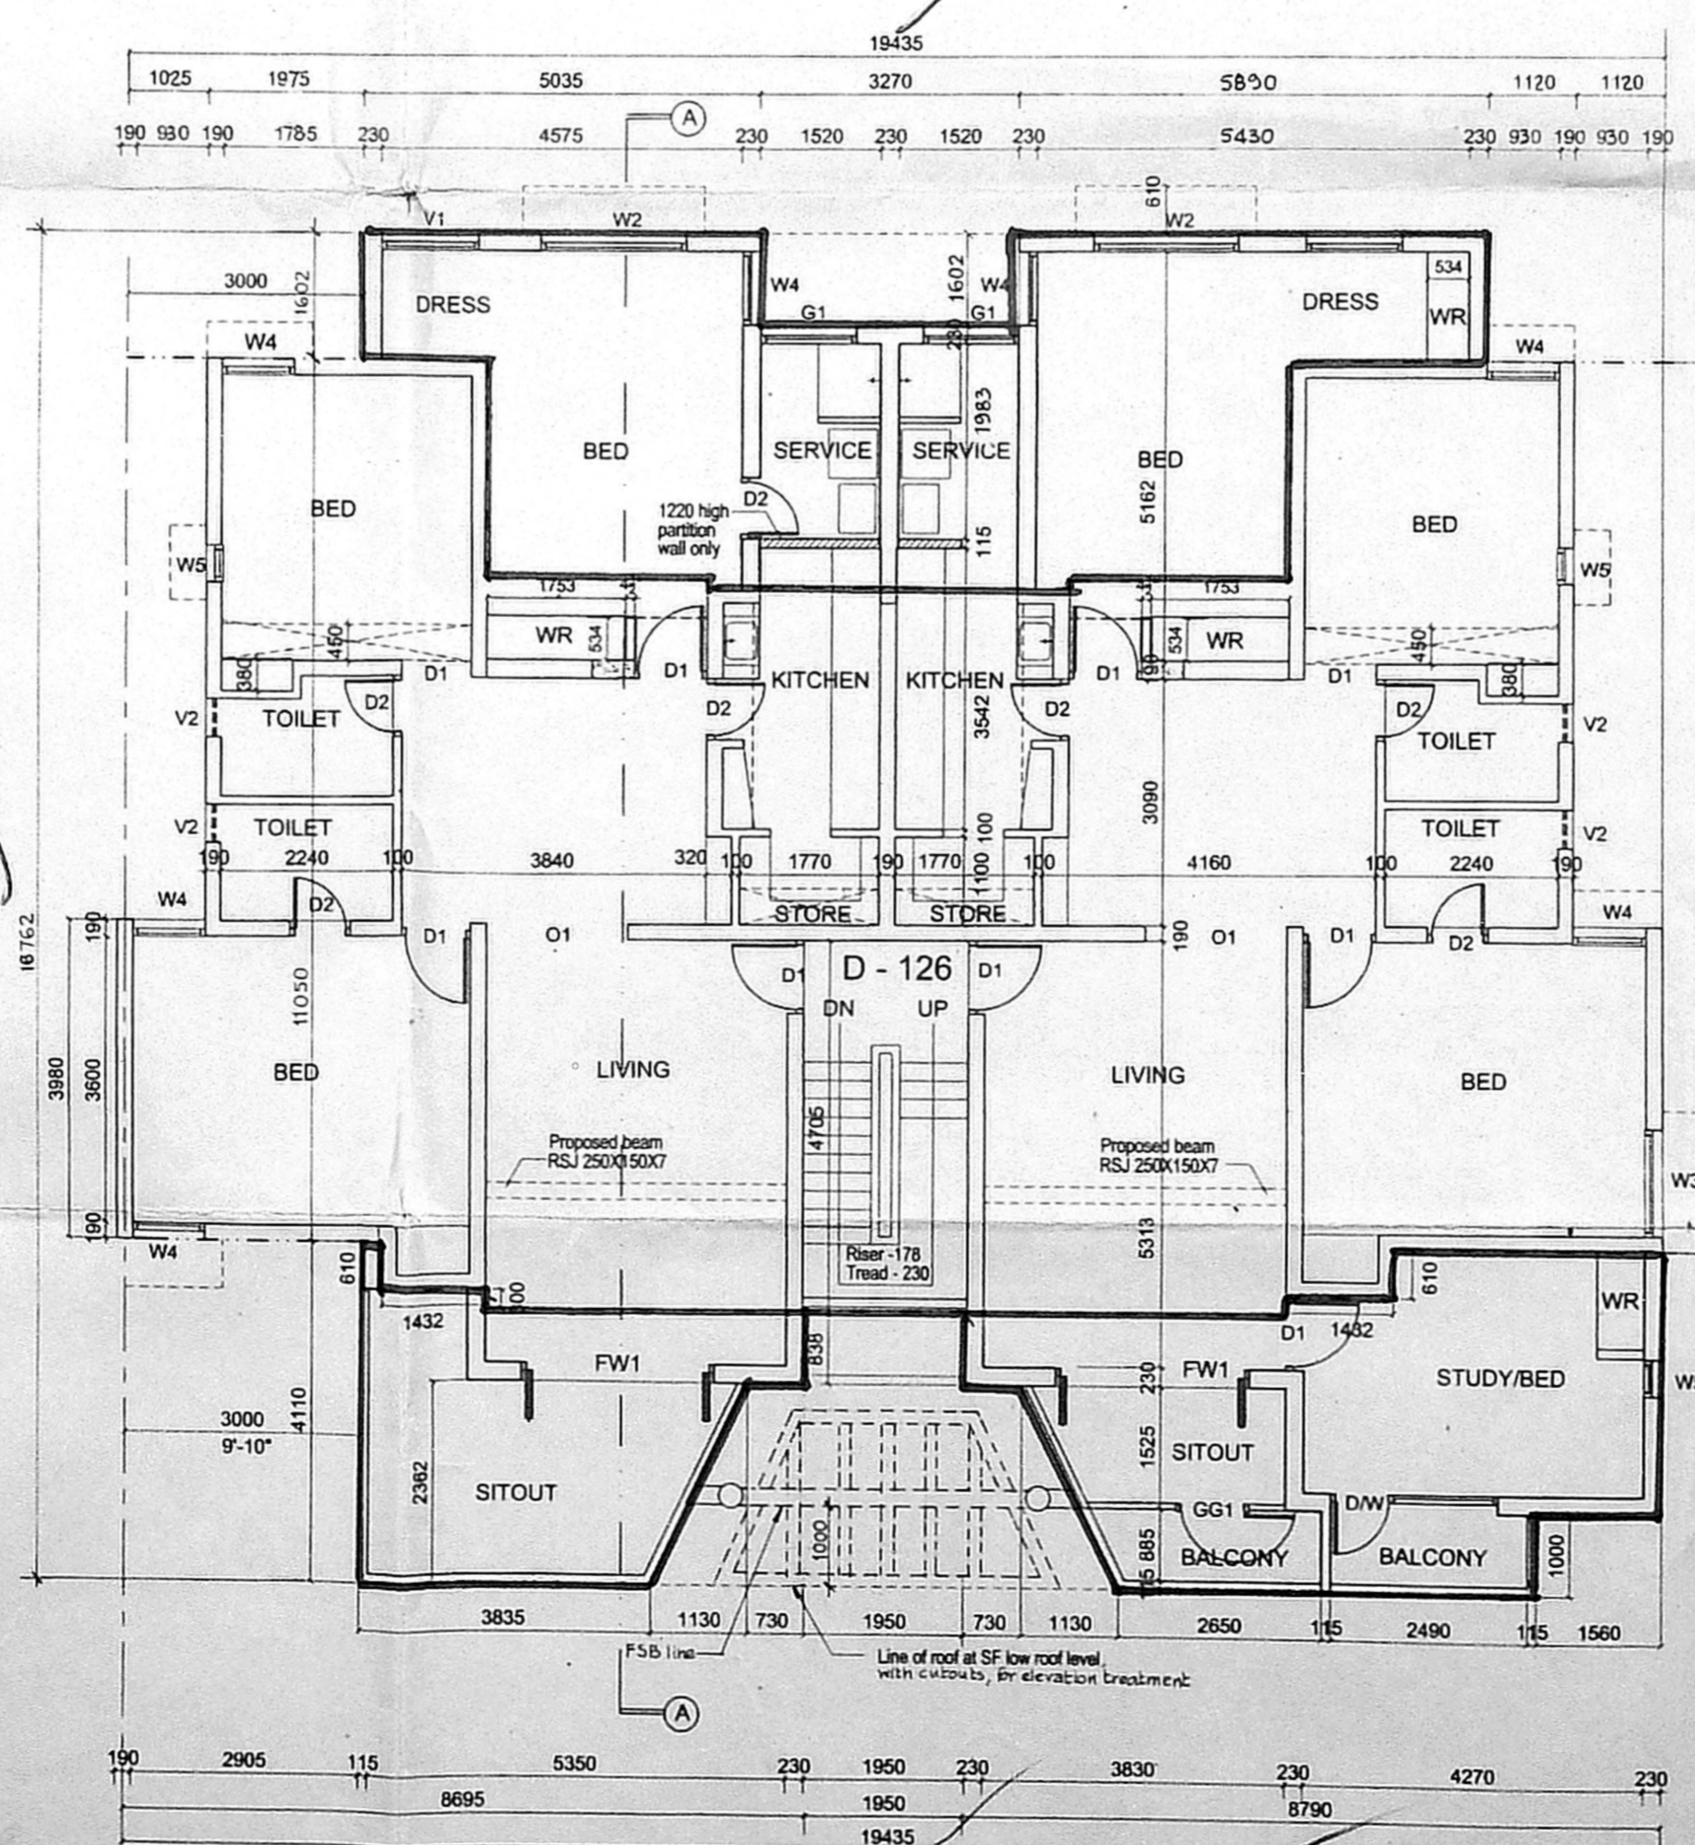 19435
1025 1975 5035 3270 5890 1120 1120
190 930 190 1785 230 4575 230 1520 230 1520 230 5430 230 930 190 930 190
A
610
V1 W2 W2
3000 1602 DRESS W4 G1 1602 W4 G1 DRESS 534 WR
W4 230 W4
1983
BED SERVICE SERVICE BED
BED D2 5162 BED
1220 high
partition
wall only
115
W5 W5
1753 1753
450 WR 534 534 WR 450
380 D1 D1 KITCHEN KITCHEN D1 90 D1 380
V2 TOILET D2 D2 3542 D2 D2 TOILET V2
V2 TOILET 3090 TOILET V2
100
190 2240 100 3840 320 100 1770 190 1770 1100 100 4160 100 2240 190
W4 D2 STORE STORE W4
16762 190 D1 O1 190 O1 D1 D2
D1 D - 126 D1
11050 DN UP
3980 3600 BED LIVING LIVING BED
4705
Proposed beam
RSJ 250X150X7
Proposed beam
RSJ 250X150X7
W3
190 W4 5313
Riser -178
Tread - 230
610 100 610
1432 D1 1432 WR
FW1 838 230 FW1 STUDY/BED
3000
9'-10"
4110 2362 SITOUT 1525 SITOUT
GG1 D/W
1000 885 BALCONY BALCONY 1000
3835 1130 730 1950 730 1130 2650 115 2490 115 1560
FSB line
Line of roof at SF low roof level,
with cutouts, for elevation treatment
A
190 2905 115 5350 230 1950 230 3830 230 4270 230
8695 1950 8790
19435